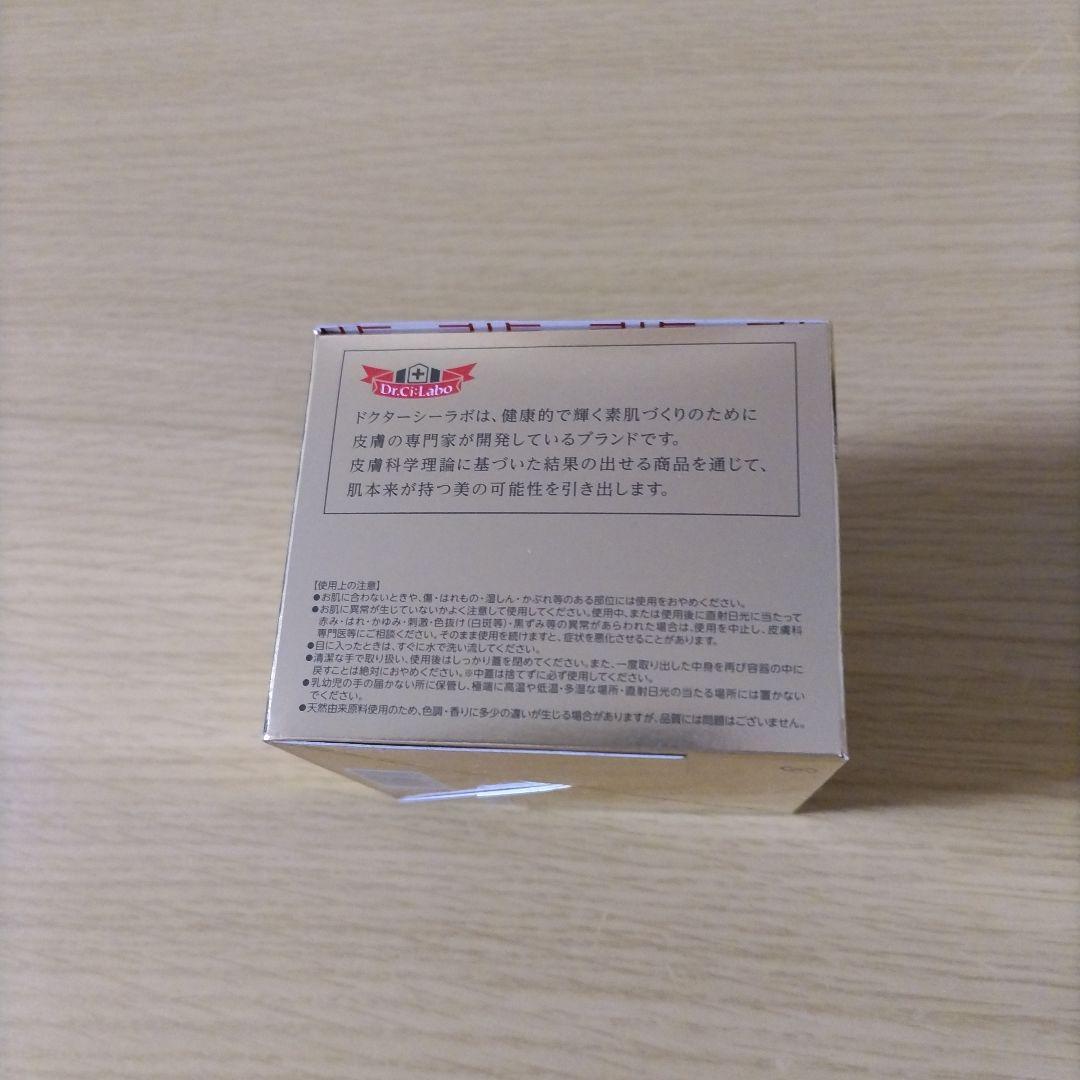 Dr.Ci:Labo
ドクターシーラボは、健康的で輝く素肌づくりのために
皮膚の専門家が開発しているブランドです。
皮膚科学理論に基づいた結果の出せる商品を通じて、
肌本来が持つ美の可能性を引き出します。
【使用上の注意】
●お肌に合わないときや、傷・はれもの・湿しん・かぶれ等のある部位には使用をおやめください。
●お肌に異常が生じていないかよく注意して使用してください。使用中、または使用後に直射日光に当たって
赤み・はれ・かゆみ・刺激・色抜け(白斑等)・黒ずみ等の異常があらわれた場合は、使用を中止し、皮膚科
専門医等にご相談ください。そのまま使用を続けますと、症状を悪化させることがあります。
●目に入ったときは、すぐに水で洗い流してください。
●清潔な手で取り扱い、使用後はしっかり蓋を閉めてください。また、一度取り出した中身を再び容器の中に
戻すことは絶対におやめください。※中蓋は捨てずに必ず使用してください。
●乳幼児の手の届かない所に保管し、極端に高温や低温・多湿な場所・直射日光の当たる場所には置かない
でください。
●天然由来原料使用のため、色調・香りに多少の違いが生じる場合がありますが、品質には問題はございません。